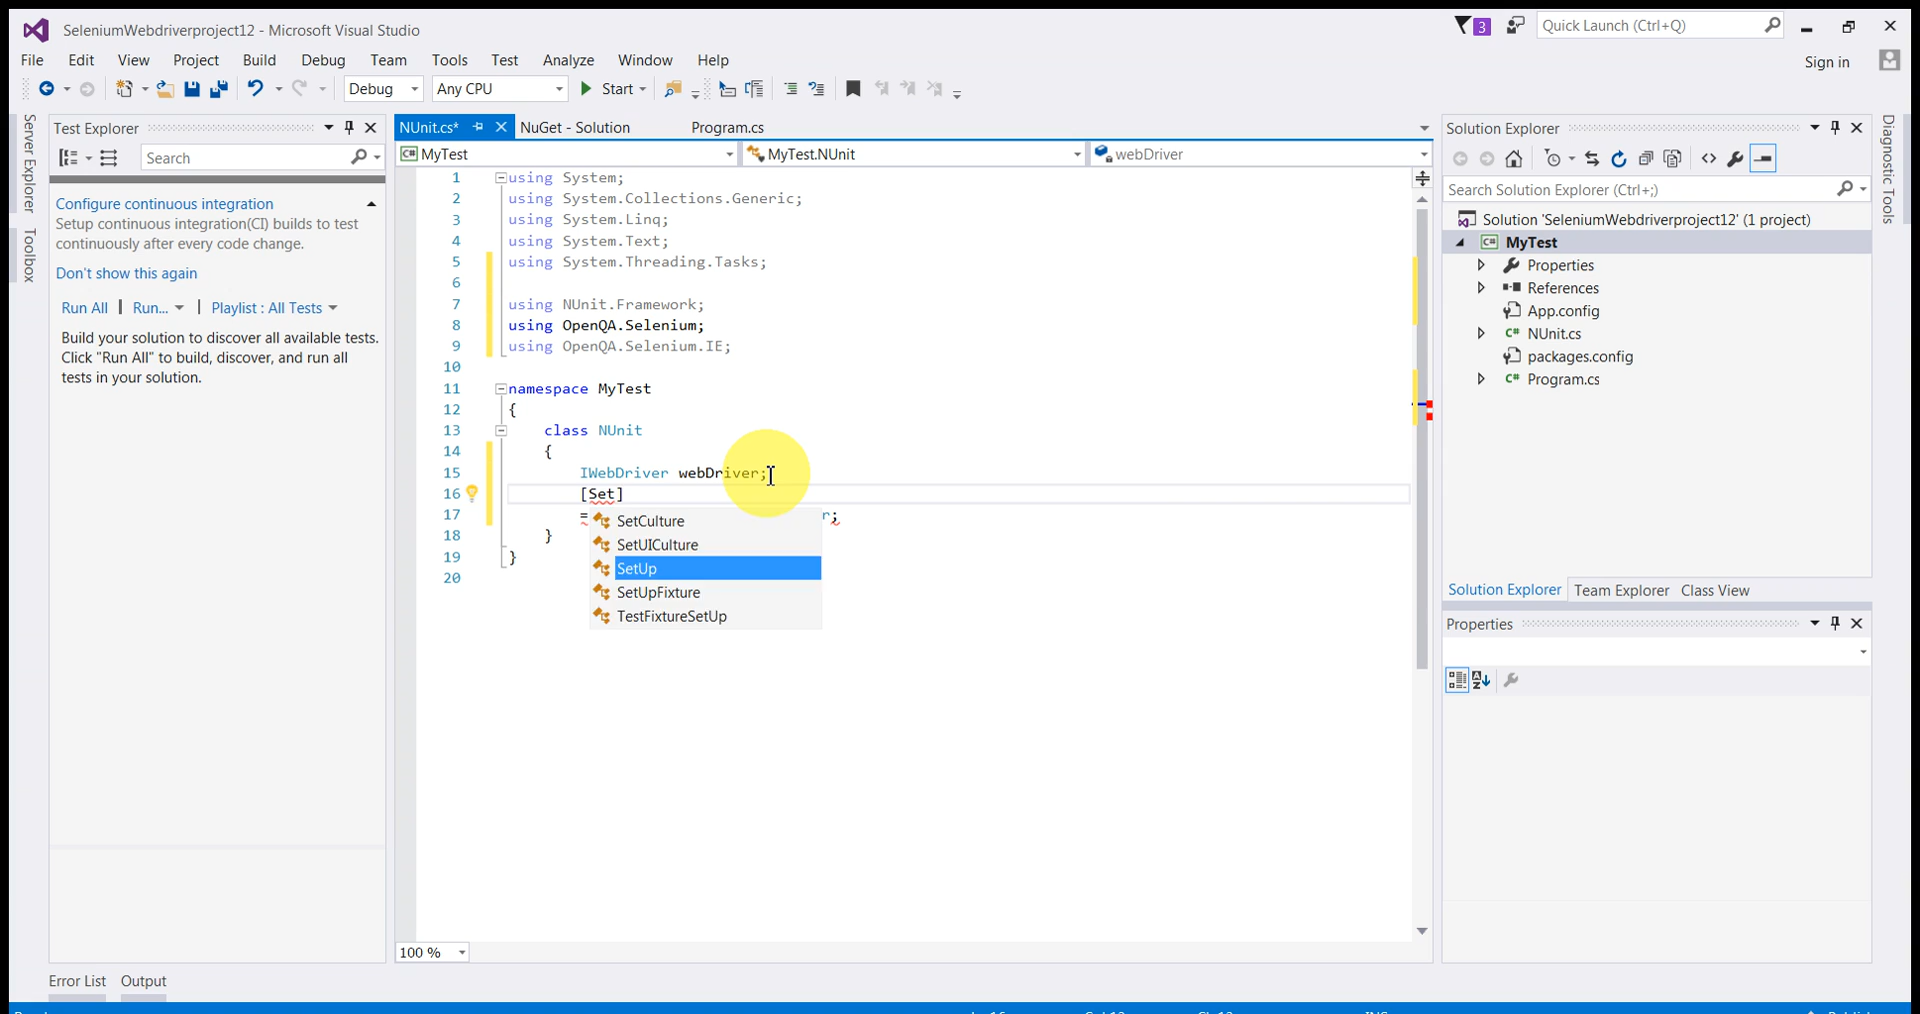 SeleniumWebdriverproject12 - Microsoft Visual Studio
3
Quick Launch (Ctrl+Q)
File Edit View Project Build Debug Team Tools Test Analyze Window Help
Sign in
Debug Any CPU Start
Server Explorer
Toolbox
Test Explorer
Search
Configure continuous integration
Setup continuous integration(CI) builds to test
continuously after every code change.
Don't show this again
Run All | Run... | Playlist : All Tests
Build your solution to discover all available tests.
Click "Run All" to build, discover, and run all
tests in your solution.
NUnit.cs* NuGet - Solution Program.cs
C# MyTest MyTest.NUnit webDriver
1 using System;
2 using System.Collections.Generic;
3 using System.Linq;
4 using System.Text;
5 using System.Threading.Tasks;
6
7 using NUnit.Framework;
8 using OpenQA.Selenium;
9 using OpenQA.Selenium.IE;
10
11 namespace MyTest
12 {
13 class NUnit
14 {
15 IWebDriver webDriver;
16 [Set]
17 = r;
18 }
19 }
20
SetCulture
SetUICulture
SetUp
SetUpFixture
TestFixtureSetUp
100 %
Solution Explorer
Search Solution Explorer (Ctrl+;)
Solution 'SeleniumWebdriverproject12' (1 project)
C# MyTest
Properties
References
App.config
C# NUnit.cs
packages.config
C# Program.cs
Solution Explorer Team Explorer Class View
Properties
Diagnostic Tools
Error List Output